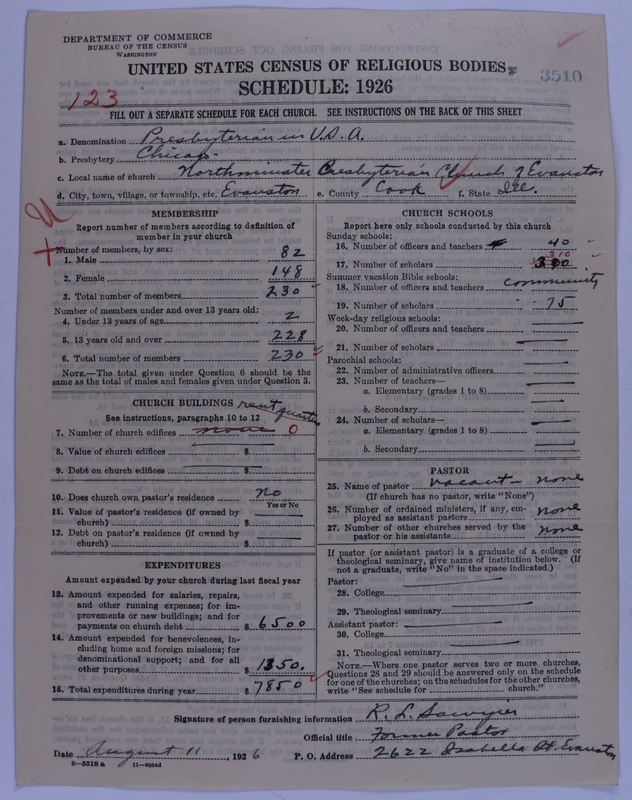 DEPARTMENT OF COMMERCE
BUREAU OF THE CENSUS
WASHINGTON
UNITED STATES CENSUS OF RELIGIOUS BODIES
3510
SCHEDULE: 1926
123
FILL OUT A SEPARATE SCHEDULE FOR EACH CHURCH. SEE INSTRUCTIONS ON THE BACK OF THIS SHEET
a. Denomination Presbyterian in U.S.A.
b. Presbytery Chicago
c. Local name of church Northminster Presbyterian Church of Evanston
d. City, town, village, or township, etc. Evanston e. County Cook f. State Ill.
MEMBERSHIP
Report number of members according to definition of
member in your church
Number of members, by sex:
1. Male 82
2. Female 148
3. Total number of members 230
Number of members under and over 13 years old:
4. Under 13 years of age 2
5. 13 years old and over 228
6. Total number of members 230
NOTE.—The total given under Question 6 should be the
same as the total of males and females given under Question 3.
CHURCH BUILDINGS rent quarters
See instructions, paragraphs 10 to 12
7. Number of church edifices none 0
8. Value of church edifices $
9. Debt on church edifices $
10. Does church own pastor's residence No
Yes or No
11. Value of pastor's residence (if owned by
church) $
12. Debt on pastor's residence (if owned by
church) $
EXPENDITURES
Amount expended by your church during last fiscal year
13. Amount expended for salaries, repairs,
and other running expenses; for im-
provements or new buildings; and for
payments on church debt $ 6500
14. Amount expended for benevolences, in-
cluding home and foreign missions; for
denominational support; and for all
other purposes $ 1350.
15. Total expenditures during year $ 7850
CHURCH SCHOOLS
Report here only schools conducted by this church
Sunday schools:
16. Number of officers and teachers 40
310
17. Number of scholars
Summer vacation Bible schools:
18. Number of officers and teachers community
19. Number of scholars 75
Week-day religious schools:
20. Number of officers and teachers
21. Number of scholars
Parochial schools:
22. Number of administrative officers
23. Number of teachers—
a. Elementary (grades 1 to 8)
b. Secondary
24. Number of scholars—
a. Elementary (grades 1 to 8)
b. Secondary
PASTOR
25. Name of pastor vacant — none
(If church has no pastor, write "None")
26. Number of ordained ministers, if any, em-
ployed as assistant pastors none
27. Number of other churches served by the
pastor or his assistants none
If pastor (or assistant pastor) is a graduate of a college or
theological seminary, give name of institution below. (If
not a graduate, write "No" in the space indicated.)
Pastor:
28. College
29. Theological seminary
Assistant pastor:
30. College
31. Theological seminary
NOTE.—Where one pastor serves two or more churches,
Questions 28 and 29 should be answered only on the schedule
for one of the churches; on the schedules for the other churches,
write "See schedule for church."
Signature of person furnishing information R. L. Sawyier
Official title Former Pastor
Date August 11, 1926 P. O. Address 2622 Isabella St. Evanston
8—5518 a 11—9064d